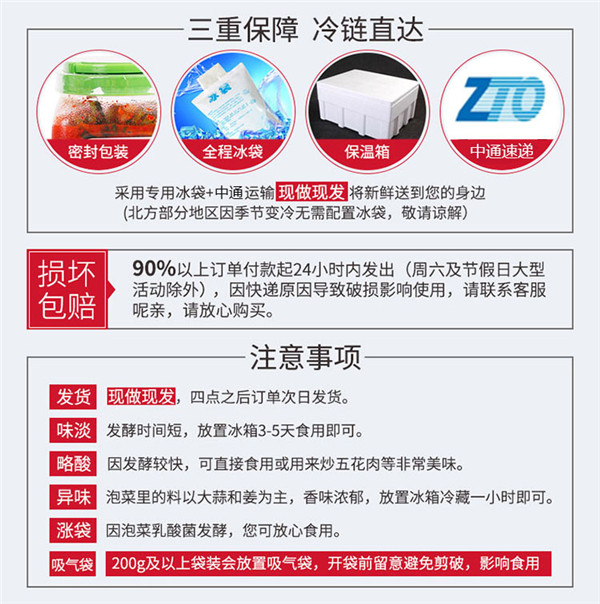 三重保障 冷链直达
冰袋
ZTO
密封包装
全程冰袋
保温箱
中通速递
采用专用冰袋+中通运输 现做现发 将新鲜送到您的身边
(北方部分地区因季节变冷无需配置冰袋，敬请谅解)
损坏
包赔
90%以上订单付款起24小时内发出（周六及节假日大型
活动除外），因快递原因导致破损影响使用，请联系客服
呢亲，请放心购买。
注意事项
发货 现做现发，四点之后订单次日发货。
味淡 发酵时间短，放置冰箱3-5天食用即可。
略酸 因发酵较快，可直接食用或用来炒五花肉等非常美味。
异味 泡菜里的料以大蒜和姜为主，香味浓郁，放置冰箱冷藏一小时即可。
涨袋 因泡菜乳酸菌发酵，您可放心食用。
吸气袋 200g及以上袋装会放置吸气袋，开袋前留意避免剪破，影响食用